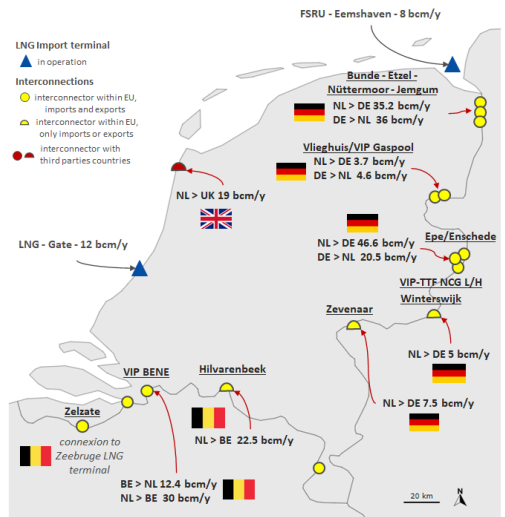 FSRU - Eemshaven - 8 bcm/y
LNG Import terminal
in operation
Interconnections
interconnector within EU,
imports and exports
interconnector within EU,
only imports or exports
interconnector with
third parties countries
Bunde - Etzel -
Nüttermoor - Jemgum
NL > DE 35.2 bcm/y
DE > NL 36 bcm/y
Vlieghuis/VIP Gaspool
NL > DE 3.7 bcm/y
DE > NL 4.6 bcm/y
NL > UK 19 bcm/y
Epe/Enschede
NL > DE 46.6 bcm/y
DE > NL 20.5 bcm/y
LNG - Gate - 12 bcm/y
VIP-TTF NCG L/H
Winterswijk
Zevenaar
NL > DE 5 bcm/y
VIP BENE
Hilvarenbeek
NL > DE 7.5 bcm/y
Zelzate
connexion to
Zeebruge LNG
terminal
NL > BE 22.5 bcm/y
BE > NL 12.4 bcm/y
NL > BE 30 bcm/y
20 km
N